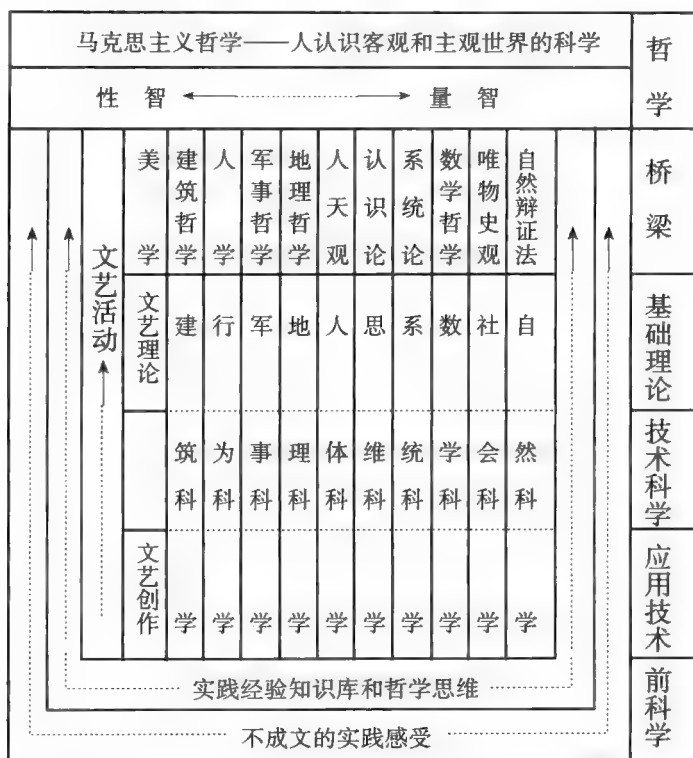 马克思主义哲学——人认识客观和主观世界的科学
哲学
性智
量智
美学
建筑哲学
人学
军事哲学
地理哲学
人天观
认识论
系统论
数学哲学
唯物史观
自然辩证法
桥梁
文艺活动
文艺理论
文艺创作
建筑科学
行为科学
军事科学
地理科学
人体科学
思维科学
系统科学
数学科学
社会科学
自然科学
基础理论
技术科学
应用技术
实践经验知识库和哲学思维
不成文的实践感受
前科学